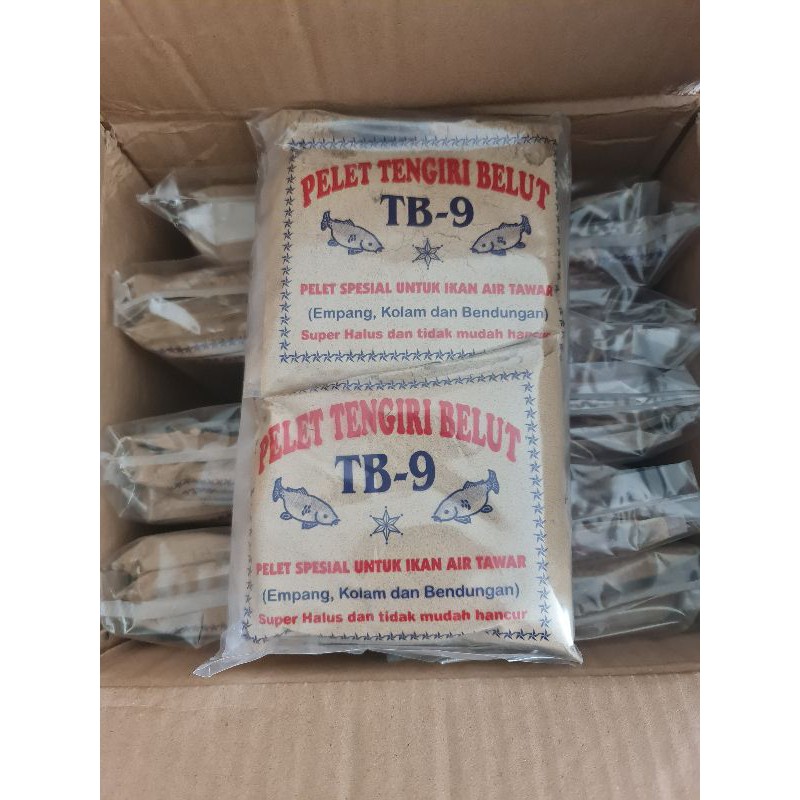 PELET TENGIRI BELUT
TB-9
PELET SPESIAL UNTUK IKAN AIR TAWAR
(Empang, Kolam dan Bendungan)
Super Halus dan tidak mudah hancur
PELET TENGIRI BELUT
TB-9
PELET SPESIAL UNTUK IKAN AIR TAWAR
(Empang, Kolam dan Bendungan)
Super Halus dan tidak mudah hancur